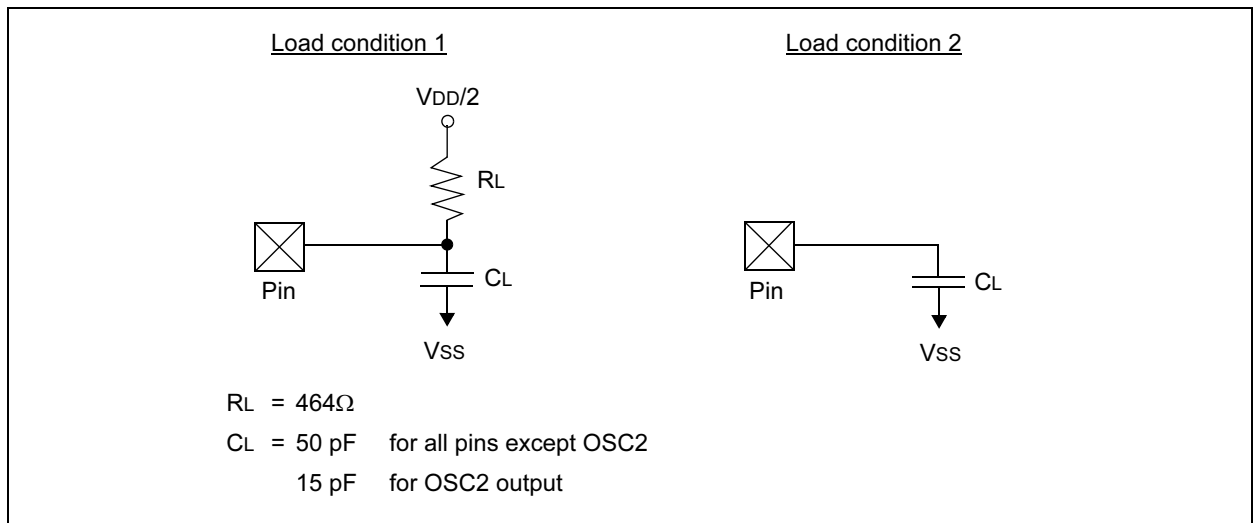 Load condition 1
VDD/2
RL
Pin
CL
VSS
RL = 464Ω
CL = 50 pF for all pins except OSC2
15 pF for OSC2 output
Load condition 2
Pin
CL
VSS